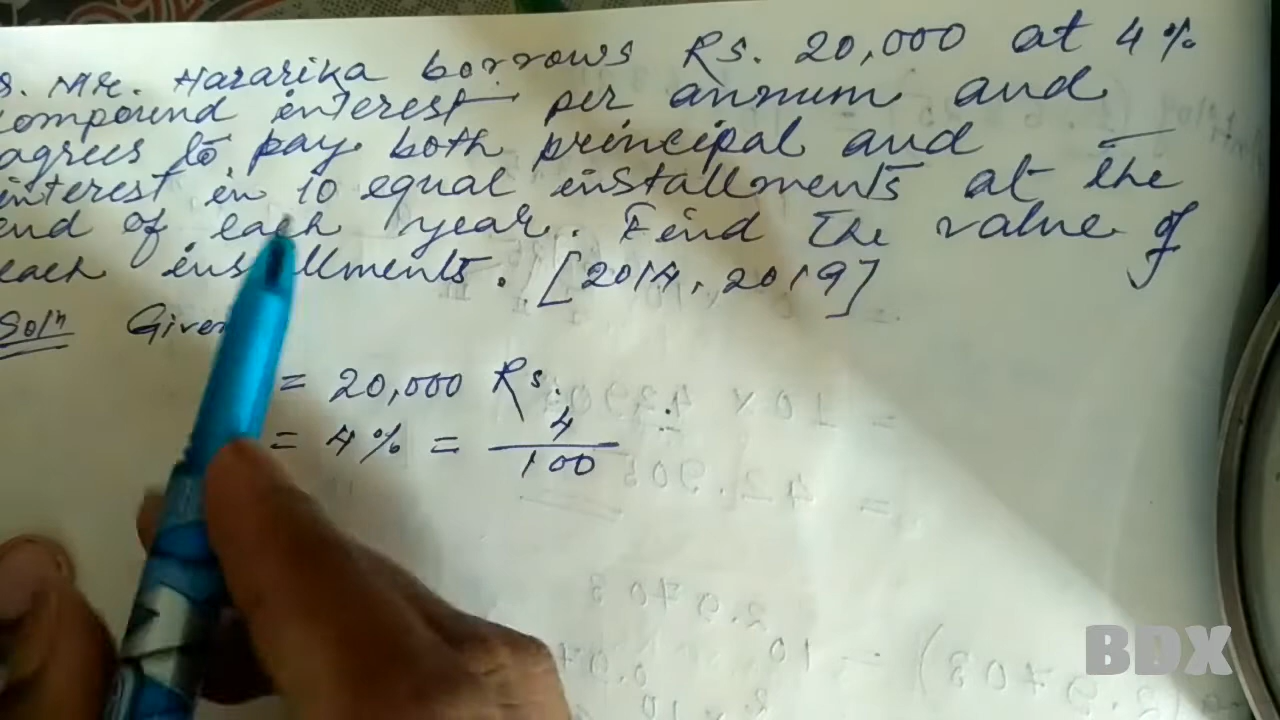 Mr. Hazarika borrows Rs. 20,000 at 4%
compound interest per annum and
agrees to pay both principal and
interest in 10 equal installments at the
end of each year. Find the value of
each installments. [2014, 2019]
Soln Given
= 20,000 Rs.
= 4% = 4/100
BDX